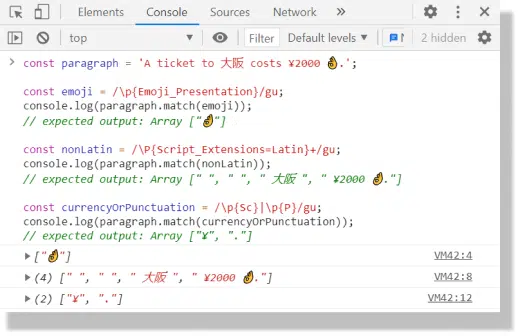 Elements Console Sources Network »
top Filter Default levels 2 hidden
> const paragraph = 'A ticket to 大阪 costs ¥2000 👌.';
const emoji = /\p{Emoji_Presentation}/gu;
console.log(paragraph.match(emoji));
// expected output: Array ["👌"]
const nonLatin = /\P{Script_Extensions=Latin}+/gu;
console.log(paragraph.match(nonLatin));
// expected output: Array [" ", " ", " 大阪 ", " ¥2000 👌."]
const currencyOrPunctuation = /\p{Sc}|\p{P}/gu;
console.log(paragraph.match(currencyOrPunctuation));
// expected output: Array ["¥", "."]
["👌"] VM42:4
(4) [" ", " ", " 大阪 ", " ¥2000 👌."] VM42:8
(2) ["¥", "."] VM42:12